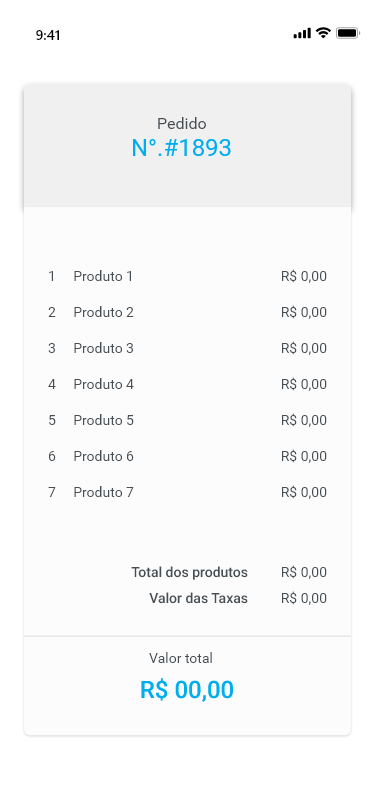 9:41
Pedido
N°.#1893
1 Produto 1 R$ 0,00
2 Produto 2 R$ 0,00
3 Produto 3 R$ 0,00
4 Produto 4 R$ 0,00
5 Produto 5 R$ 0,00
6 Produto 6 R$ 0,00
7 Produto 7 R$ 0,00
Total dos produtos R$ 0,00
Valor das Taxas R$ 0,00
Valor total
R$ 00,00